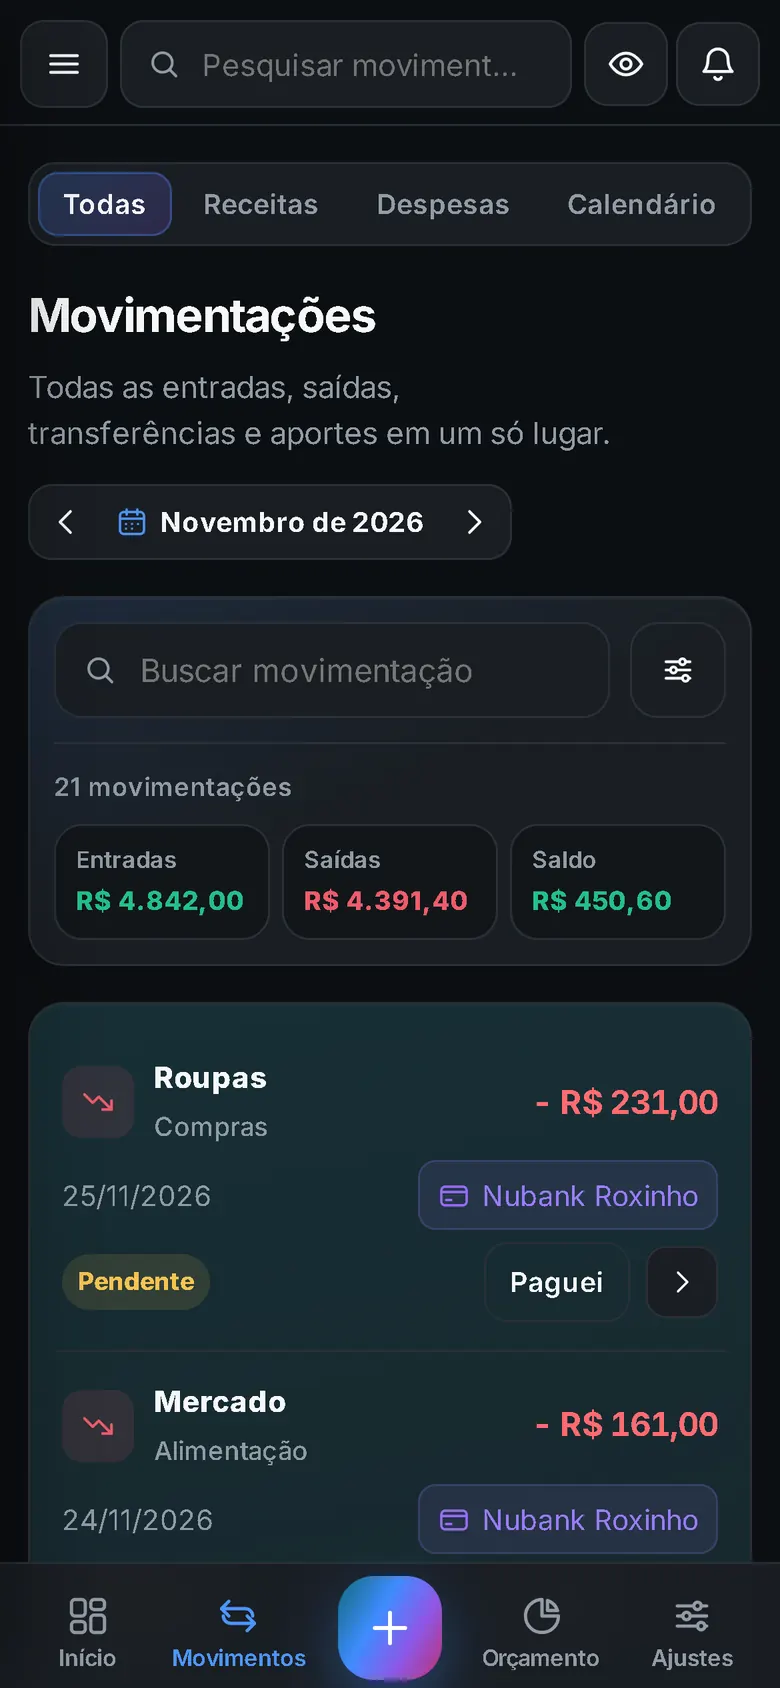 Pesquisar moviment...
Todas Receitas Despesas Calendário
Movimentações
Todas as entradas, saídas,
transferências e aportes em um só lugar.
Novembro de 2026
Buscar movimentação
21 movimentações
Entradas Saídas Saldo
R$ 4.842,00 R$ 4.391,40 R$ 450,60
Roupas
- R$ 231,00
Compras
25/11/2026 Nubank Roxinho
Pendente Paguei
Mercado
- R$ 161,00
Alimentação
24/11/2026 Nubank Roxinho
Início Movimentos Orçamento Ajustes